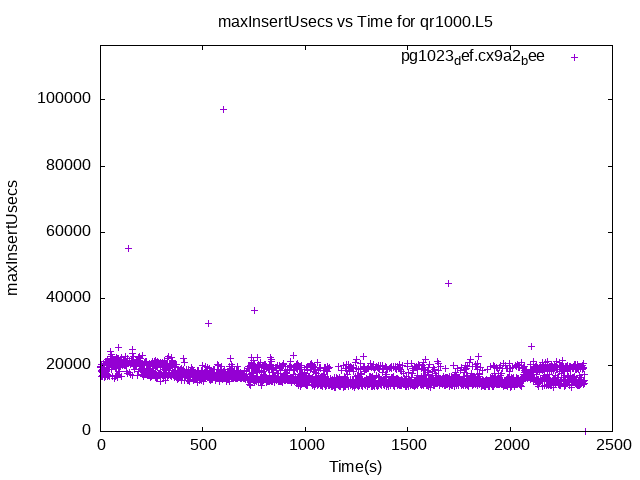 maxInsertUsecs vs Time for qr1000.L5
pg1023def.cx9a2bee
maxInsertUsecs
100000
80000
60000
40000
20000
0
0 500 1000 1500 2000 2500
Time(s)